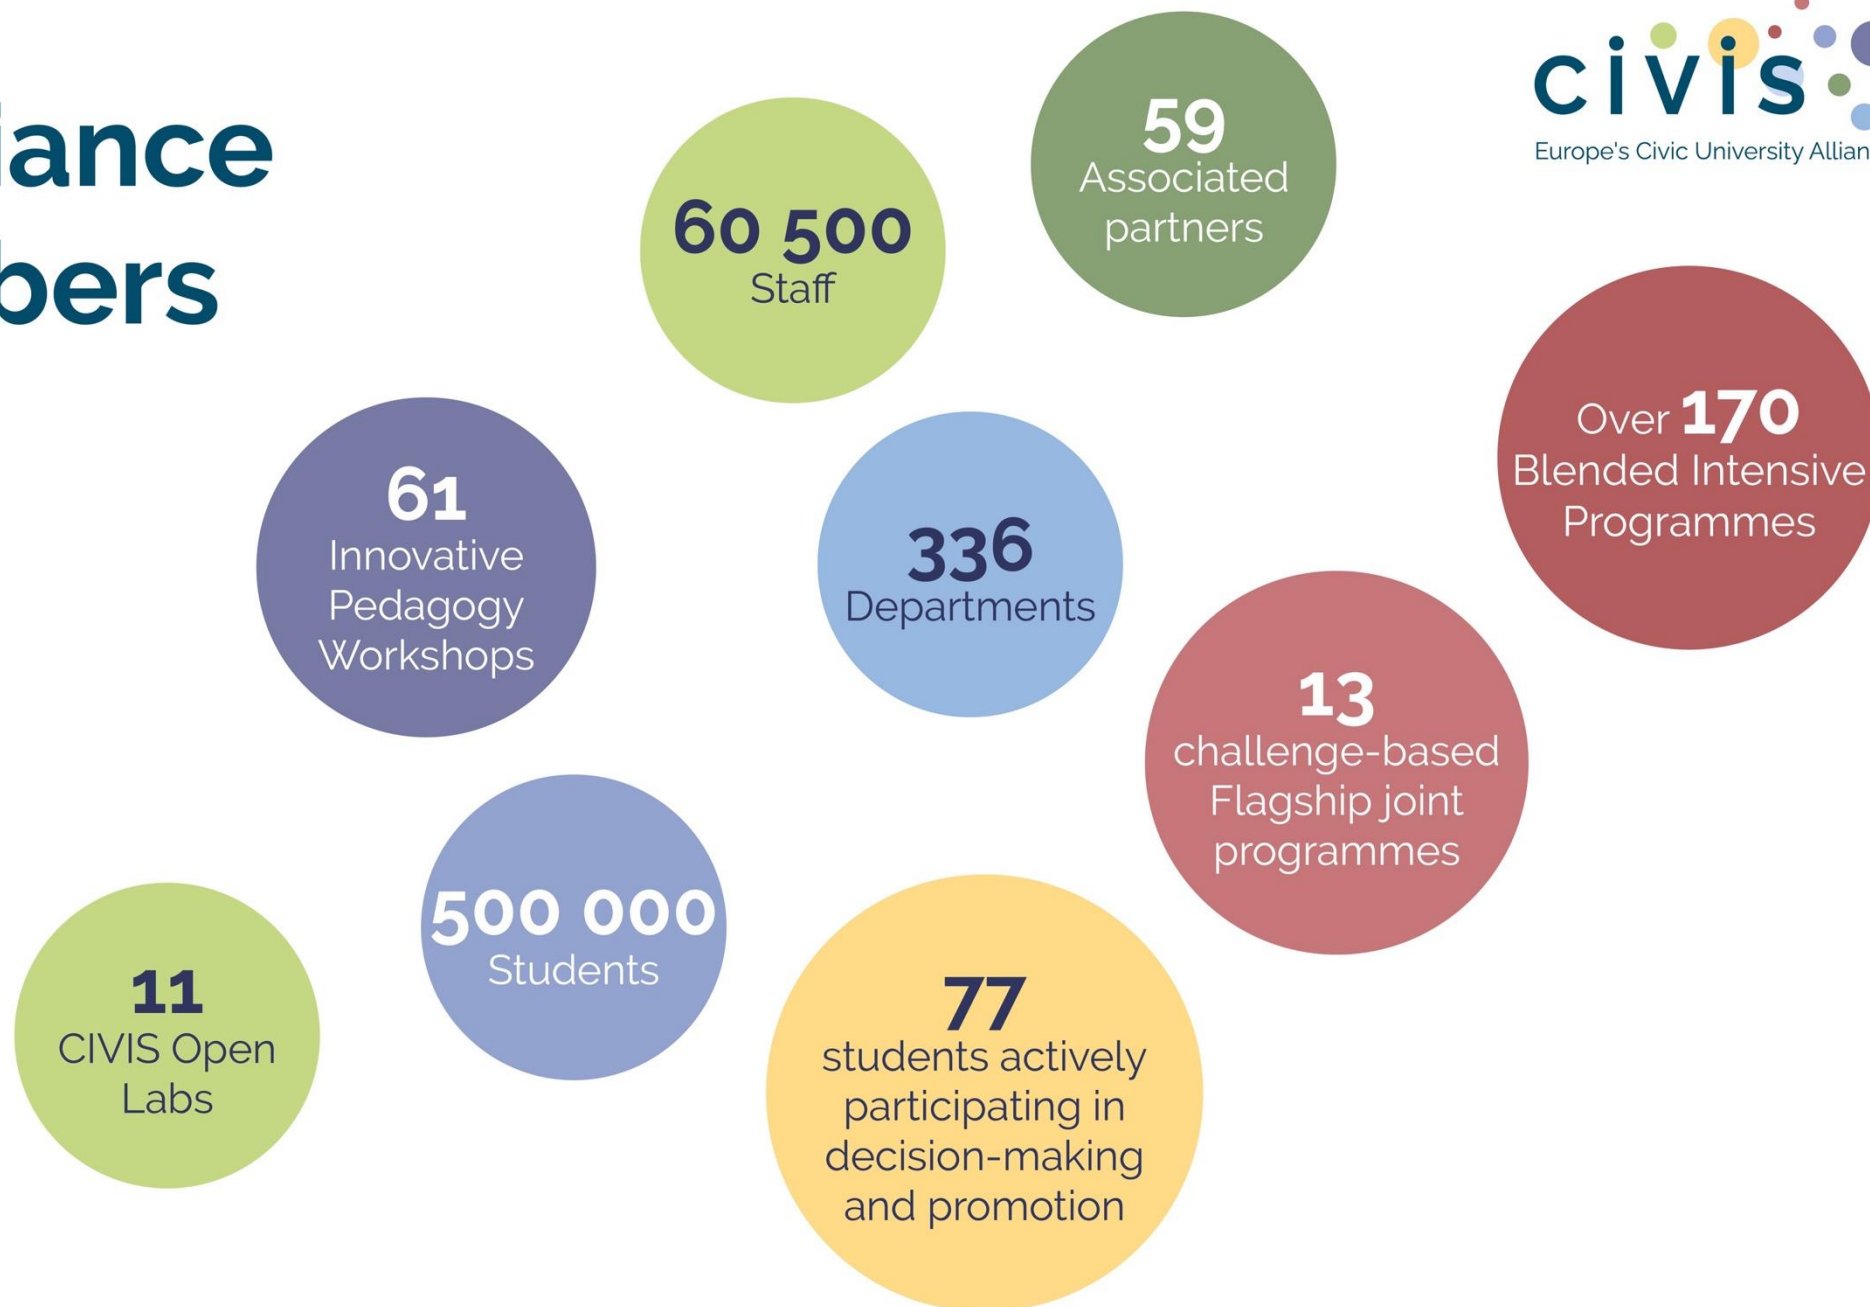 iance
bers
civis
Europe's Civic University Allian
59
Associated
partners
60 500
Staff
Over 170
Blended Intensive
Programmes
61
Innovative
Pedagogy
Workshops
336
Departments
13
challenge-based
Flagship joint
programmes
500 000
Students
11
CIVIS Open
Labs
77
students actively
participating in
decision-making
and promotion